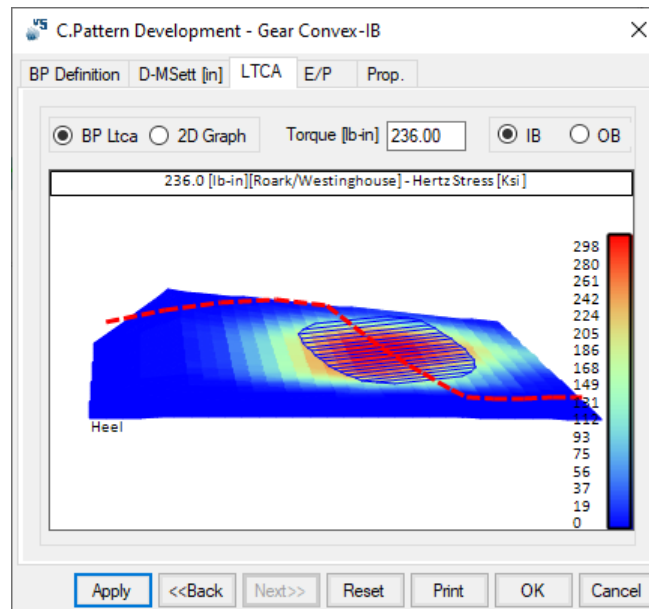 C.Pattern Development - Gear Convex-IB
BP Definition D-MSett [in] LTCA E/P Prop.
BP Ltca 2D Graph Torque [lb-in] 236.00 IB OB
236.0 [lb-in][Roark/Westinghouse] - Hertz Stress [Ksi]
298
280
261
242
224
205
186
168
149
131
112
93
75
56
37
19
0
Heel
Apply <<Back Next>> Reset Print OK Cancel